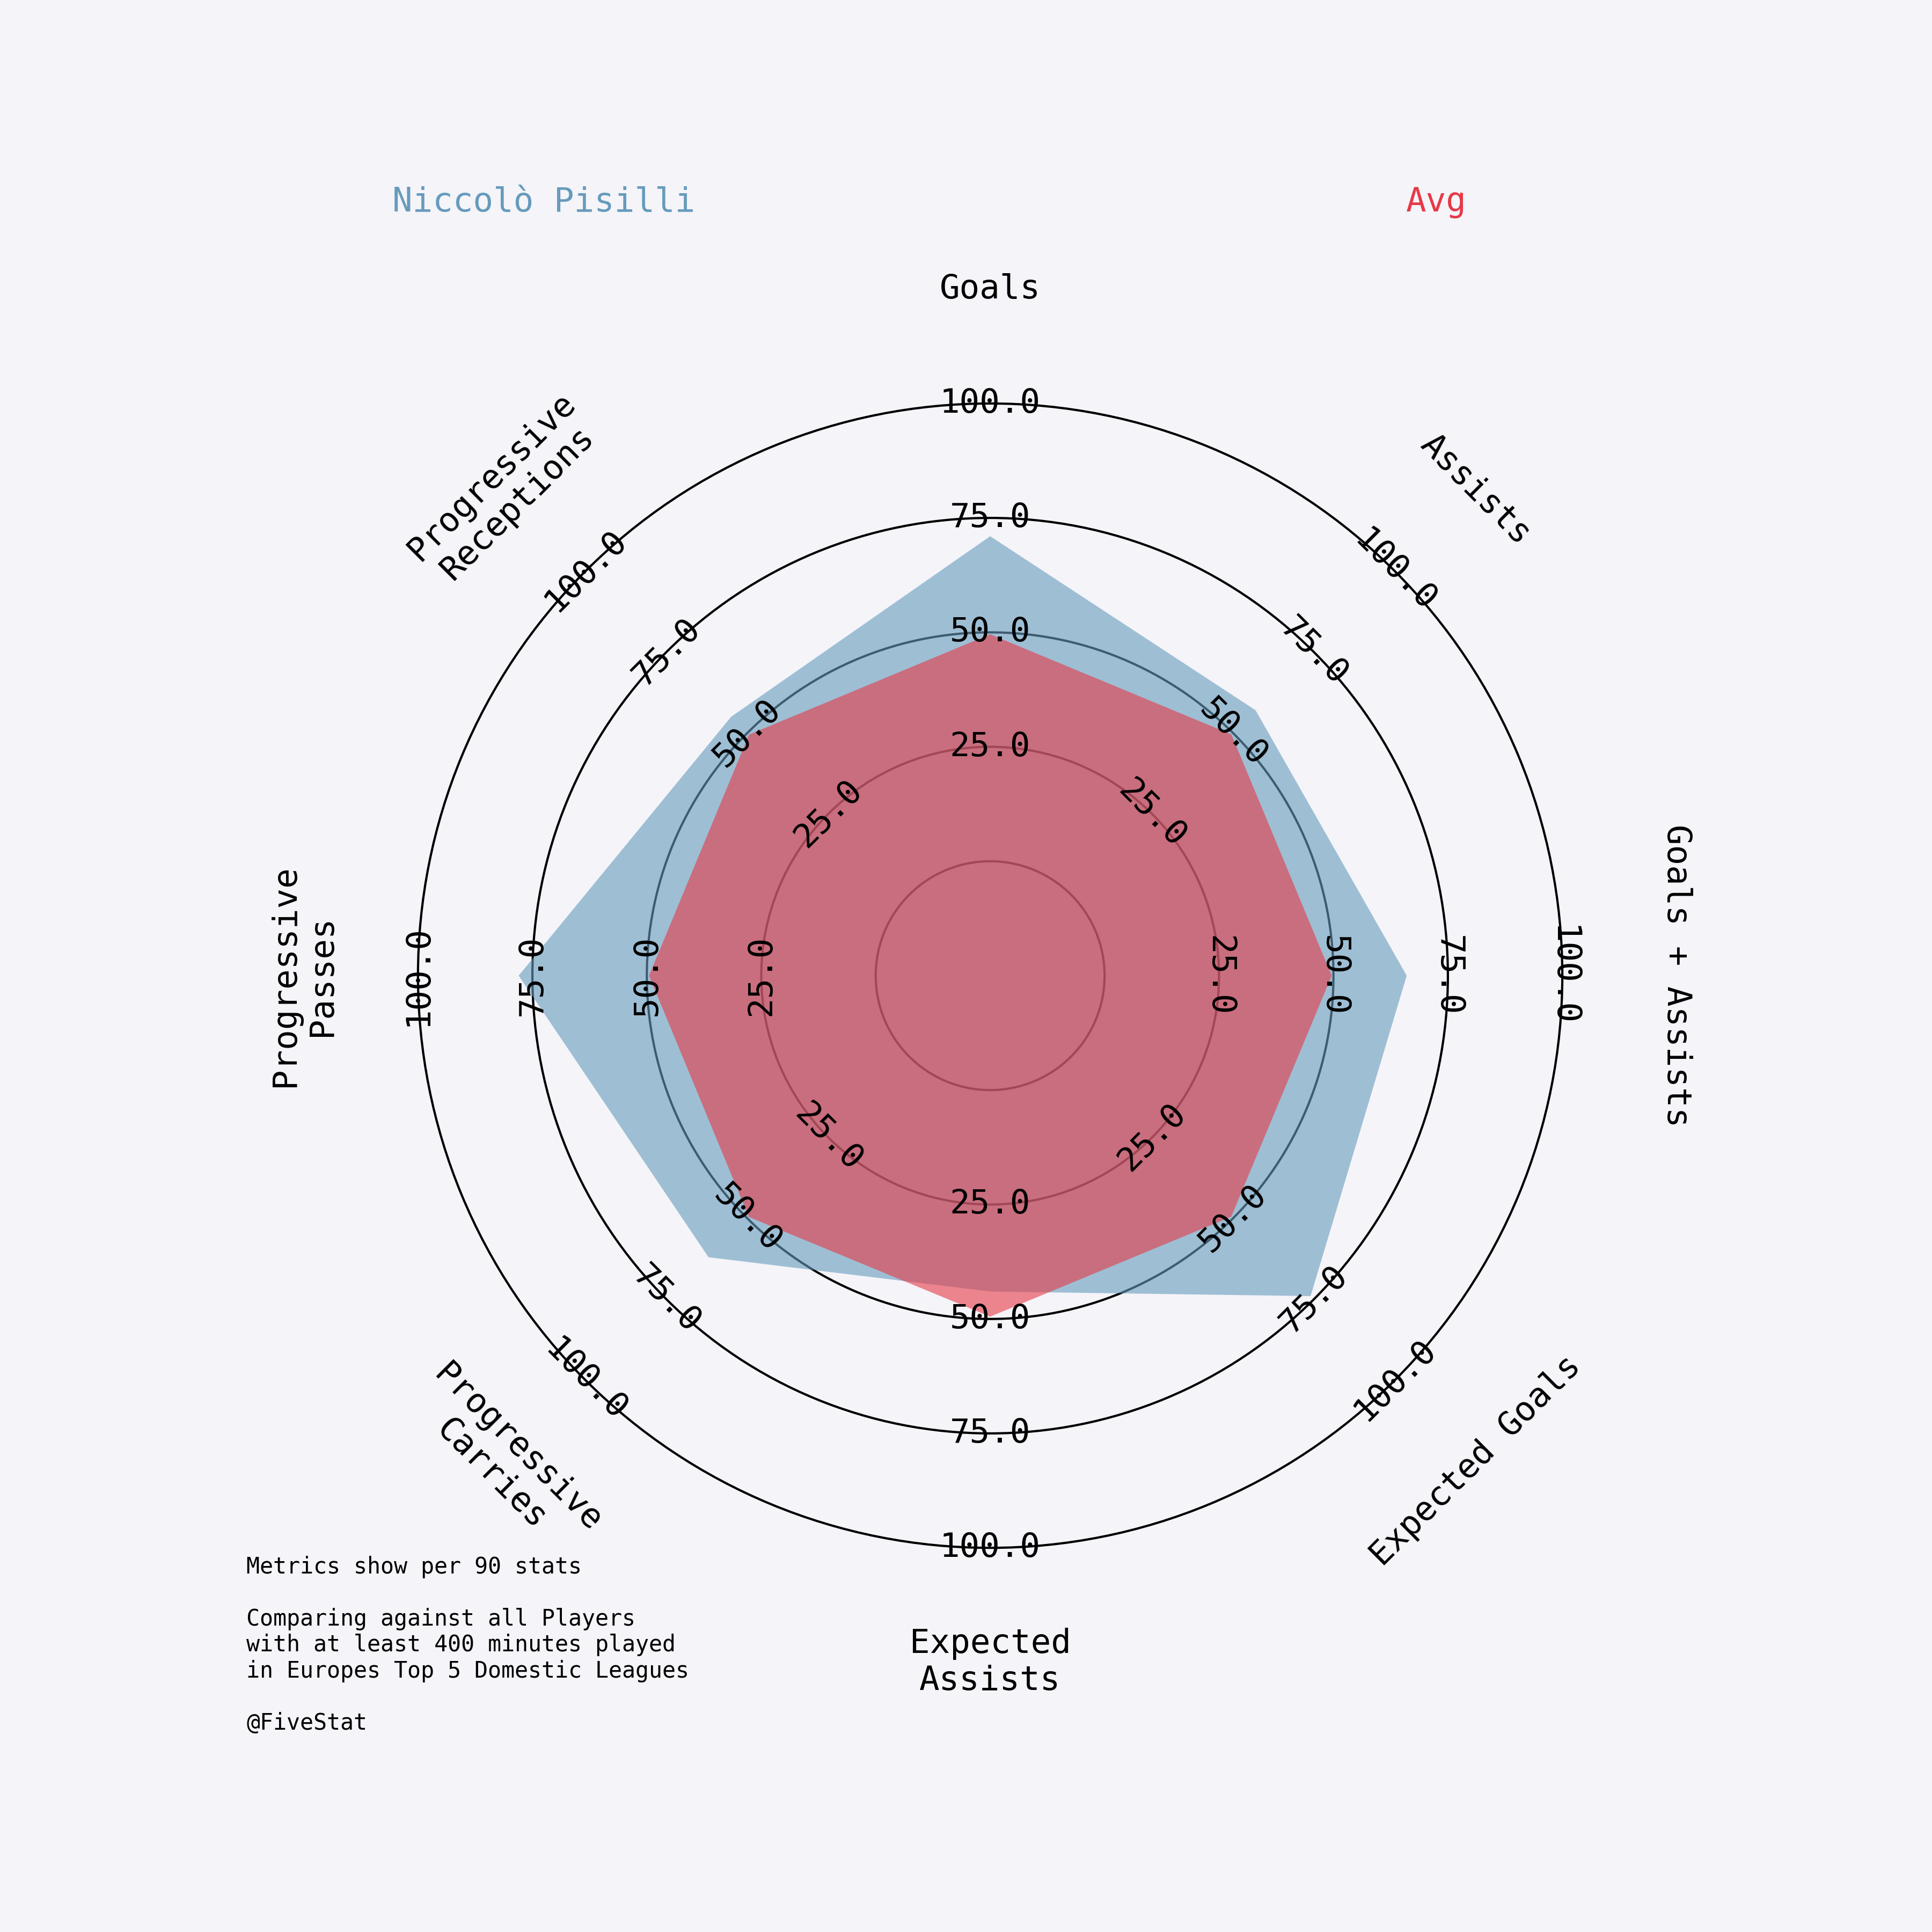 Niccolò Pisilli
Avg
Goals
Assists
Goals + Assists
Expected Goals
Expected
Assists
Progressive
Carries
Progressive
Passes
Progressive
Receptions
25.0
50.0
75.0
100.0
25.0
50.0
75.0
100.0
25.0
50.0
75.0
100.0
25.0
50.0
75.0
100.0
25.0
50.0
75.0
100.0
25.0
50.0
75.0
100.0
25.0
50.0
75.0
100.0
25.0
50.0
75.0
100.0
Metrics show per 90 stats
Comparing against all Players
with at least 400 minutes played
in Europes Top 5 Domestic Leagues
@FiveStat